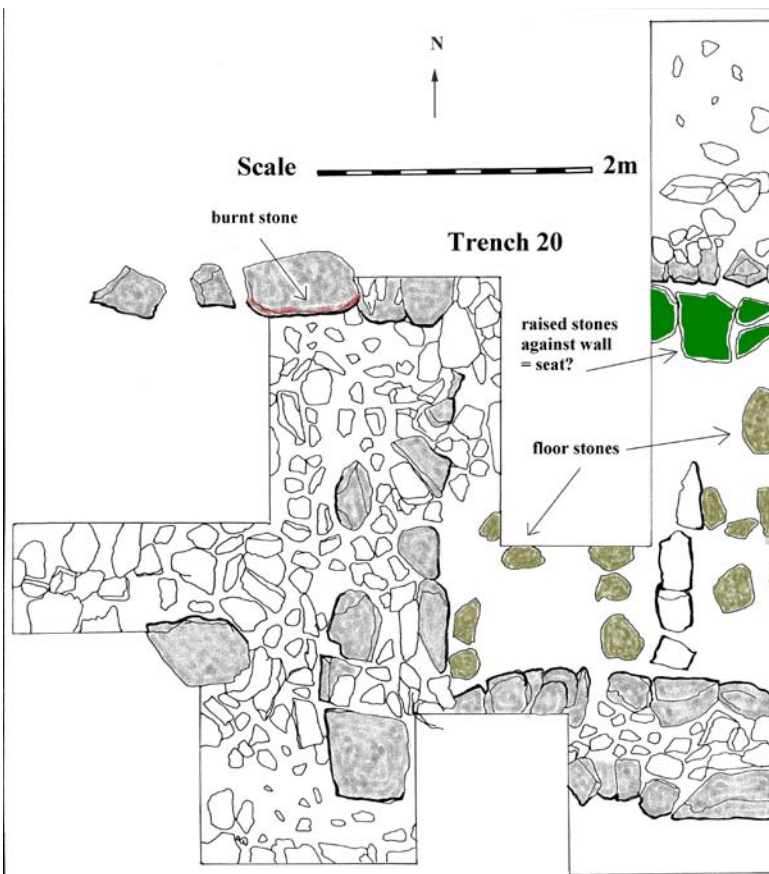 N
Scale
2m
burnt stone
Trench 20
raised stones
against wall
= seat?
floor stones